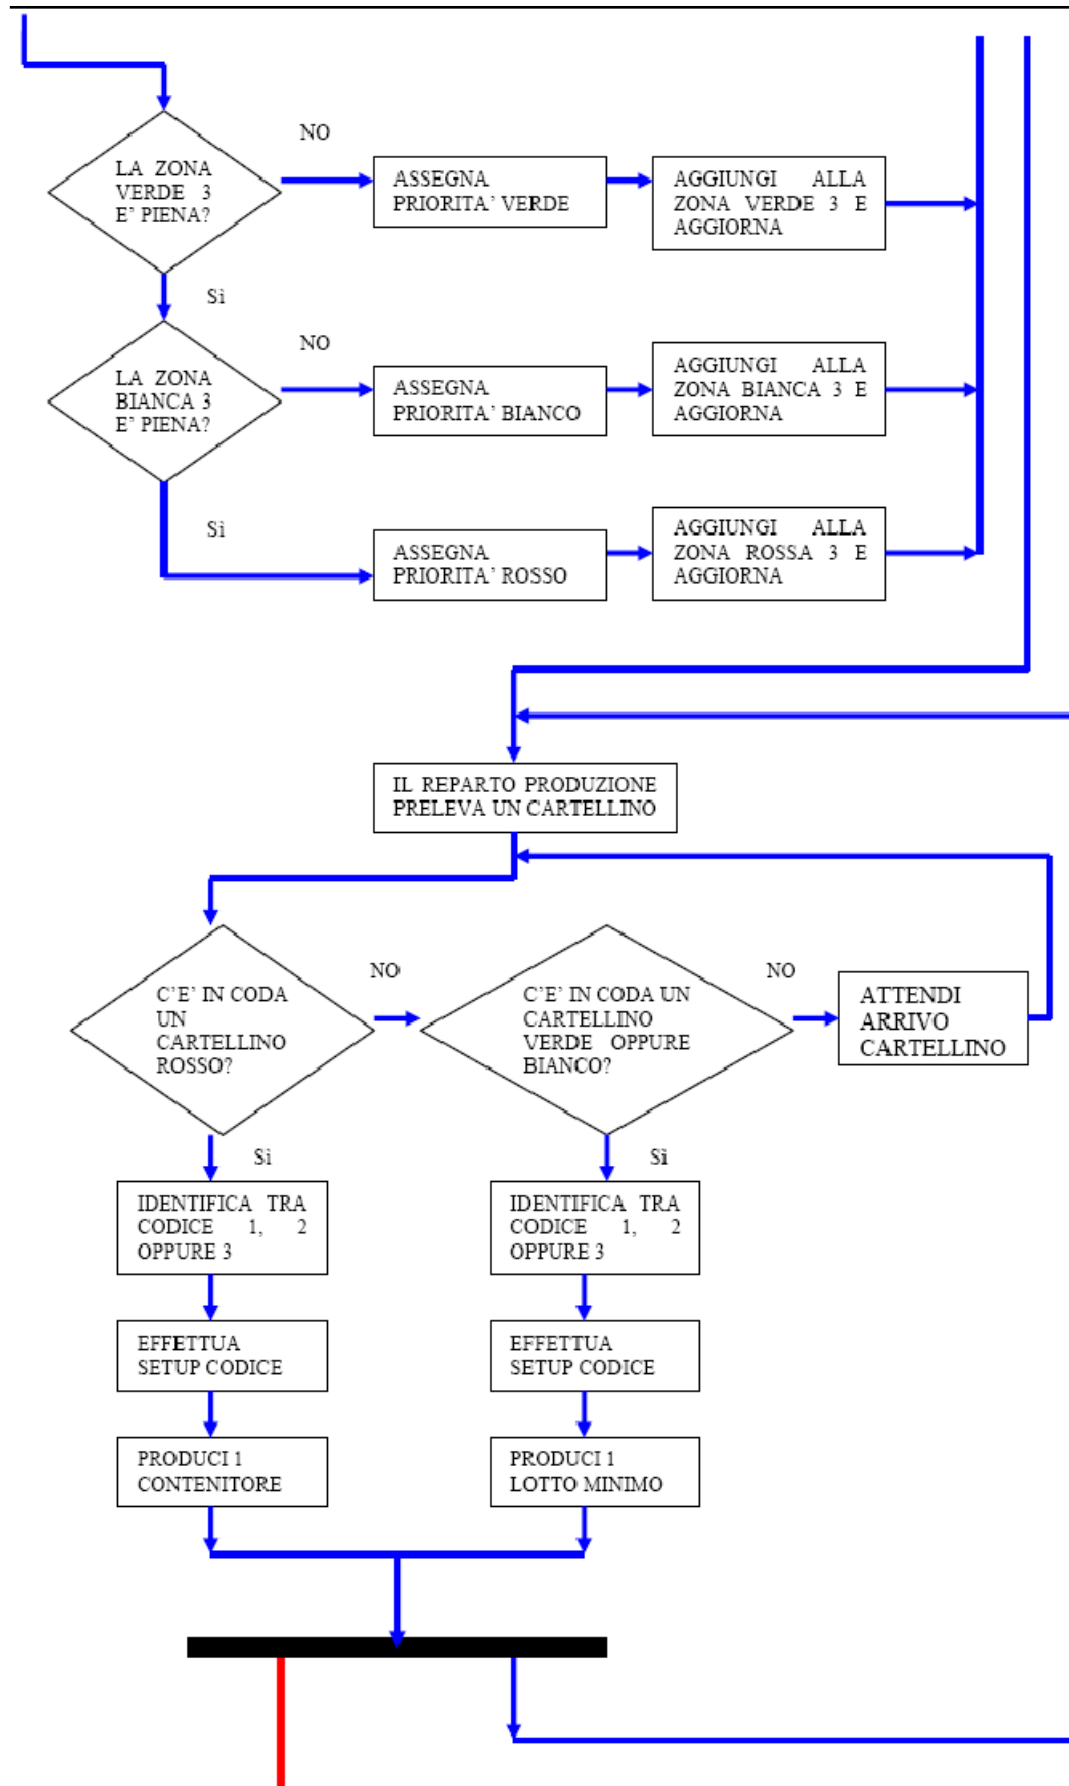 NO
LA ZONA
VERDE 3
E' PIENA?
ASSEGNA
PRIORITA' VERDE
AGGIUNGI ALLA
ZONA VERDE 3 E
AGGIORNA
Sì
NO
LA ZONA
BIANCA 3
E' PIENA?
ASSEGNA
PRIORITA' BIANCO
AGGIUNGI ALLA
ZONA BIANCA 3 E
AGGIORNA
Sì
ASSEGNA
PRIORITA' ROSSO
AGGIUNGI ALLA
ZONA ROSSA 3 E
AGGIORNA
IL REPARTO PRODUZIONE
PRELEVA UN CARTELLINO
C'E' IN CODA
UN
CARTELLINO
ROSSO?
NO
C'E' IN CODA UN
CARTELLINO
VERDE OPPURE
BIANCO?
NO
ATTENDI
ARRIVO
CARTELLINO
Sì
Sì
IDENTIFICA TRA
CODICE 1, 2
OPPURE 3
IDENTIFICA TRA
CODICE 1, 2
OPPURE 3
EFFETTUA
SETUP CODICE
EFFETTUA
SETUP CODICE
PRODUCI 1
CONTENITORE
PRODUCI 1
LOTTO MINIMO